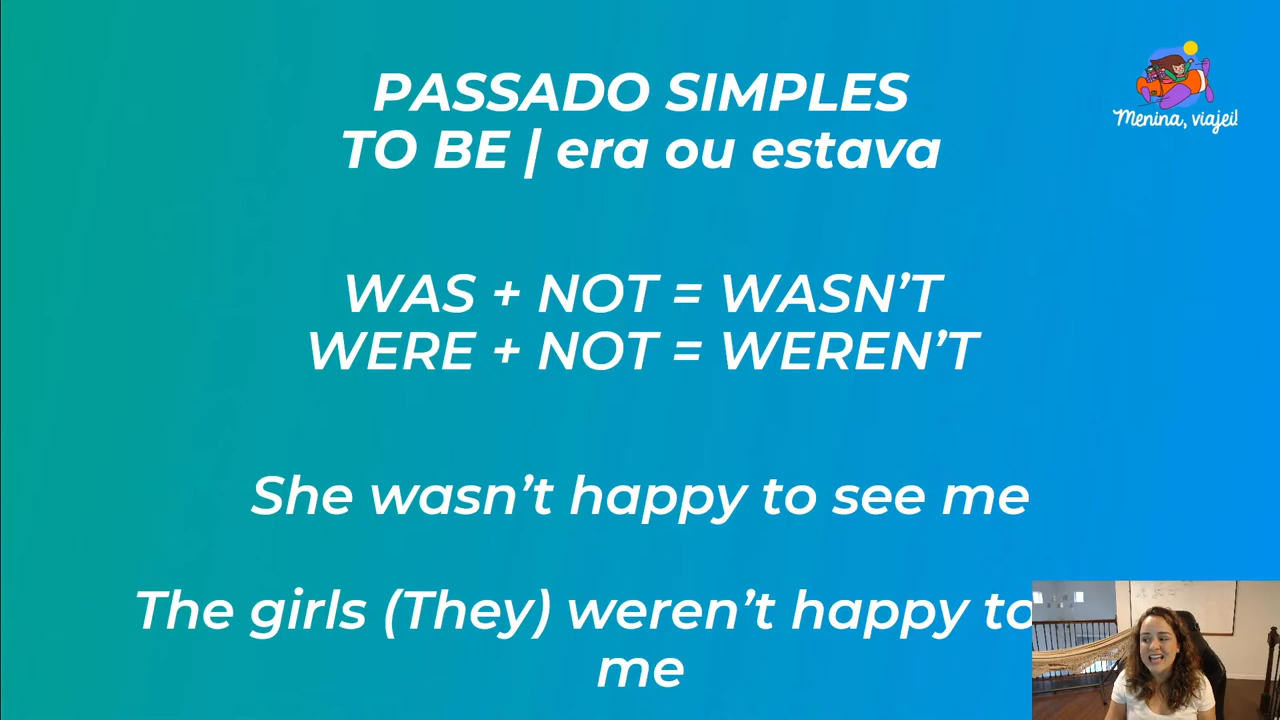 PASSADO SIMPLES
TO BE | era ou estava
Menina, viajei!
WAS + NOT = WASN’T
WERE + NOT = WEREN’T
She wasn’t happy to see me
The girls (They) weren’t happy to
me